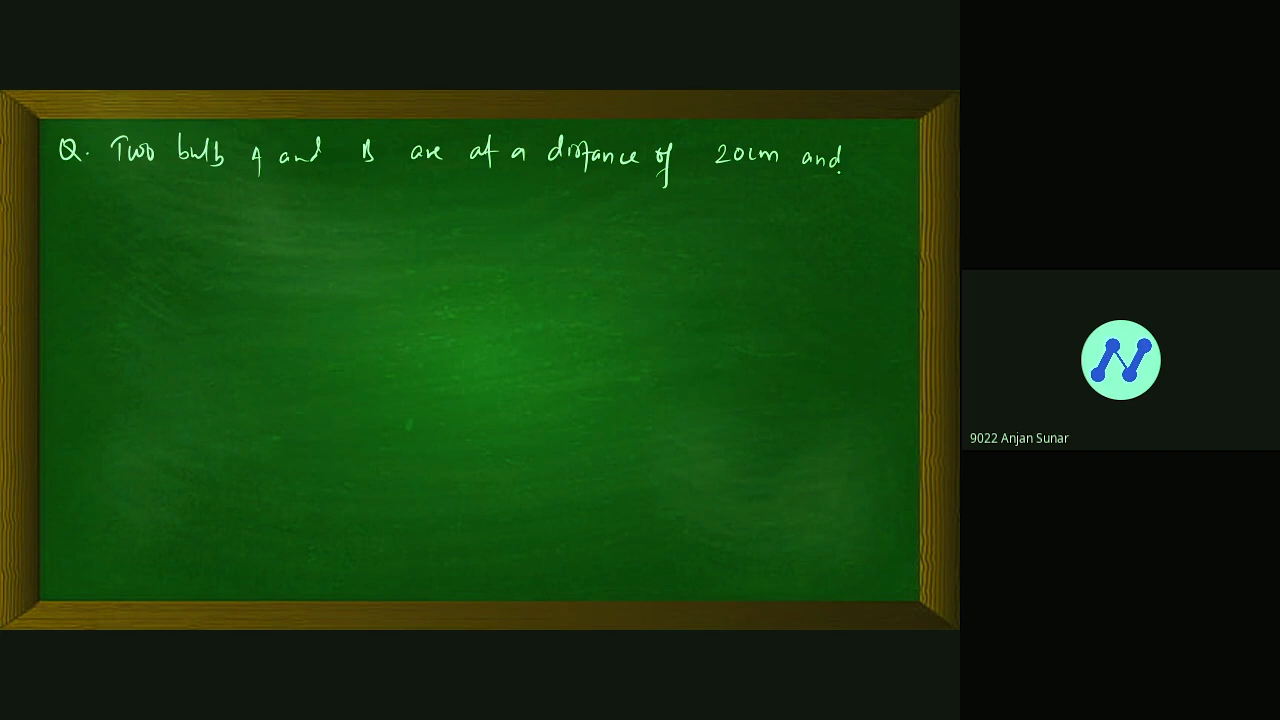 Q. Two bulb A and B are at a distance of 20cm and
9022 Anjan Sunar